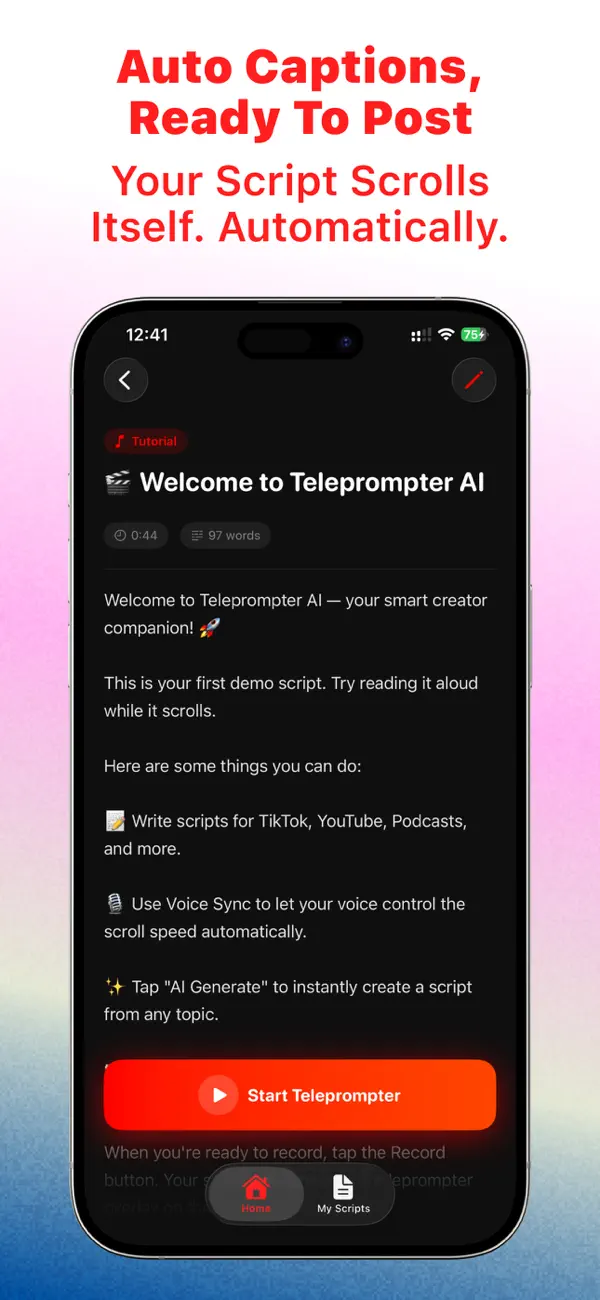 Auto Captions,
Ready To Post
Your Script Scrolls
Itself. Automatically.
12:41
75
Tutorial
🎬 Welcome to Teleprompter AI
0:44
97 words
Welcome to Teleprompter AI — your smart creator
companion! 🚀
This is your first demo script. Try reading it aloud
while it scrolls.
Here are some things you can do:
📝 Write scripts for TikTok, YouTube, Podcasts,
and more.
🎙️ Use Voice Sync to let your voice control the
scroll speed automatically.
✨ Tap "AI Generate" to instantly create a script
from any topic.
Start Teleprompter
When you're ready to record, tap the Record
button. Your
Home
My Scripts